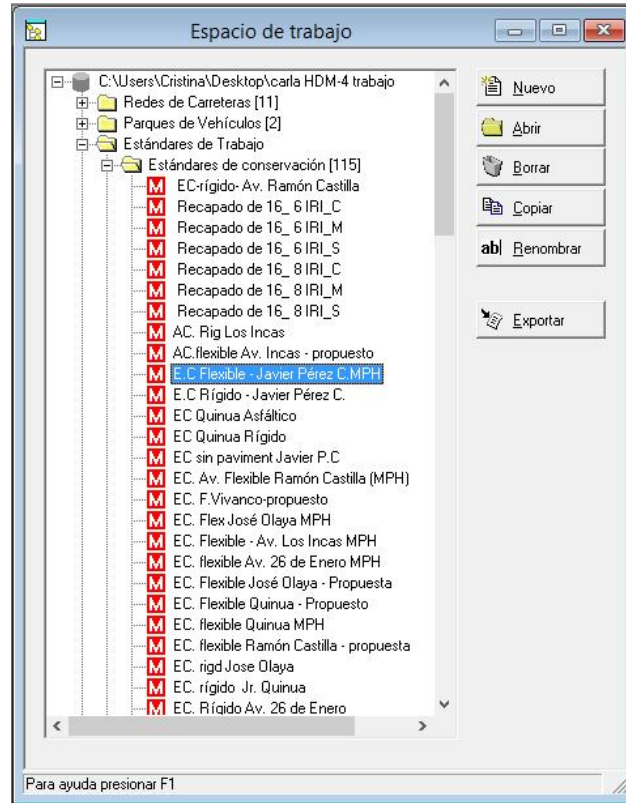 Espacio de trabajo
C:\Users\Cristina\Desktop\carla HDM-4 trabajo
Redes de Carreteras [11]
Parques de Vehículos [2]
Estándares de Trabajo
Estándares de conservación [115]
EC-rígido- Av. Ramón Castilla
Recapado de 16_ 6 IRI_C
Recapado de 16_ 6 IRI_M
Recapado de 16_ 6 IRI_S
Recapado de 16_ 8 IRI_C
Recapado de 16_ 8 IRI_M
Recapado de 16_ 8 IRI_S
AC. Rig Los Incas
AC.flexible Av. Incas - propuesto
E.C Flexible - Javier Pérez C.MPH
E.C Rígido - Javier Pérez C.
EC Quinua Asfáltico
EC Quinua Rígido
EC sin paviment Javier P.C
EC. Av. Flexible Ramón Castilla (MPH)
EC. F.Vivanco-propuesto
EC. Flex José Olaya MPH
EC. Flexible - Av. Los Incas MPH
EC. flexible Av. 26 de Enero MPH
EC. Flexible José Olaya - Propuesta
EC. Flexible Quinua - Propuesto
EC. flexible Quinua MPH
EC. flexible Ramón Castilla - propuesta
EC. rigd Jose Olaya
EC. rígido  Jr. Quinua
EC. Rígido Av. 26 de Enero
Nuevo
Abrir
Borrar
Copiar
ab| Renombrar
Exportar
Para ayuda presionar F1